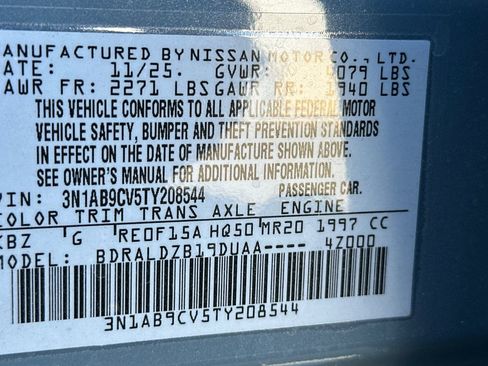 MANUFACTURED BY NISSAN MOTOR CO., LTD.
DATE: 11/25. GVWR: 4079 LBS
GAWR FR: 2271 LBS GAWR RR: 1940 LBS
THIS VEHICLE CONFORMS TO ALL APPLICABLE FEDERAL MOTOR
VEHICLE SAFETY, BUMPER AND THEFT PREVENTION STANDARDS
IN EFFECT ON THE DATE OF MANUFACTURE SHOWN ABOVE.
SEE OWNER'S MANUAL FOR ADDITIONAL INFORMATION.
VIN: 3N1AB9CV5TY208544 PASSENGER CAR.
COLOR TRIM TRANS AXLE ENGINE
KBZ G RE0F15A HQ50 MR20 1997 CC
MODEL: BDRALDZB19DUAA---- 4Z000
3N1AB9CV5TY208544